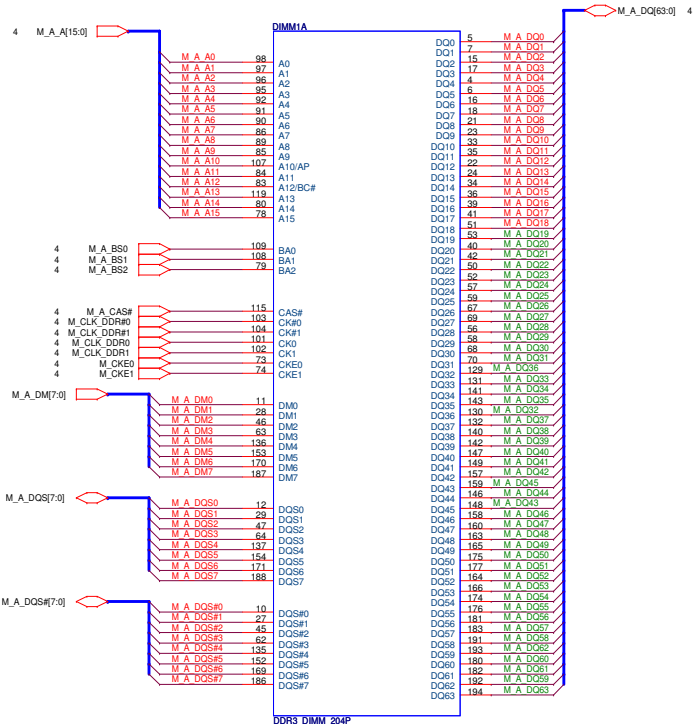 DIMM1A
4 M_A_A[15:0]
M_A_A0 98 A0
M_A_A1 97 A1
M_A_A2 96 A2
M_A_A3 95 A3
M_A_A4 92 A4
M_A_A5 91 A5
M_A_A6 90 A6
M_A_A7 86 A7
M_A_A8 89 A8
M_A_A9 85 A9
M_A_A10 107 A10/AP
M_A_A11 84 A11
M_A_A12 83 A12/BC#
M_A_A13 119 A13
M_A_A14 80 A14
M_A_A15 78 A15
4 M_A_BS0 109 BA0
4 M_A_BS1 108 BA1
4 M_A_BS2 79 BA2
4 M_A_CAS# 115 CAS#
4 M_CLK_DDR#0 103 CK#0
4 M_CLK_DDR#1 104 CK#1
4 M_CLK_DDR0 101 CK0
4 M_CLK_DDR1 102 CK1
4 M_CKE0 73 CKE0
4 M_CKE1 74 CKE1
M_A_DM[7:0]
M_A_DM0 11 DM0
M_A_DM1 28 DM1
M_A_DM2 46 DM2
M_A_DM3 63 DM3
M_A_DM4 136 DM4
M_A_DM5 153 DM5
M_A_DM6 170 DM6
M_A_DM7 187 DM7
M_A_DQS[7:0]
M_A_DQS0 12 DQS0
M_A_DQS1 29 DQS1
M_A_DQS2 47 DQS2
M_A_DQS3 64 DQS3
M_A_DQS4 137 DQS4
M_A_DQS5 154 DQS5
M_A_DQS6 171 DQS6
M_A_DQS7 188 DQS7
M_A_DQS#[7:0]
M_A_DQS#0 10 DQS#0
M_A_DQS#1 27 DQS#1
M_A_DQS#2 45 DQS#2
M_A_DQS#3 62 DQS#3
M_A_DQS#4 135 DQS#4
M_A_DQS#5 152 DQS#5
M_A_DQS#6 169 DQS#6
M_A_DQS#7 186 DQS#7
M_A_DQ[63:0] 4
DQ0 5 M_A_DQ0
DQ1 7 M_A_DQ1
DQ2 15 M_A_DQ2
DQ3 17 M_A_DQ3
DQ4 4 M_A_DQ4
DQ5 6 M_A_DQ5
DQ6 16 M_A_DQ6
DQ7 18 M_A_DQ7
DQ8 21 M_A_DQ8
DQ9 23 M_A_DQ9
DQ10 33 M_A_DQ10
DQ11 35 M_A_DQ11
DQ12 22 M_A_DQ12
DQ13 24 M_A_DQ13
DQ14 34 M_A_DQ14
DQ15 36 M_A_DQ15
DQ16 39 M_A_DQ16
DQ17 41 M_A_DQ17
DQ18 51 M_A_DQ18
DQ19 53 M_A_DQ19
DQ20 40 M_A_DQ20
DQ21 42 M_A_DQ21
DQ22 50 M_A_DQ22
DQ23 52 M_A_DQ23
DQ24 57 M_A_DQ24
DQ25 59 M_A_DQ25
DQ26 67 M_A_DQ26
DQ27 69 M_A_DQ27
DQ28 56 M_A_DQ28
DQ29 58 M_A_DQ29
DQ30 68 M_A_DQ30
DQ31 70 M_A_DQ31
DQ32 129 M_A_DQ36
DQ33 131 M_A_DQ33
DQ34 141 M_A_DQ34
DQ35 143 M_A_DQ35
DQ36 130 M_A_DQ32
DQ37 132 M_A_DQ37
DQ38 140 M_A_DQ38
DQ39 142 M_A_DQ39
DQ40 147 M_A_DQ40
DQ41 149 M_A_DQ41
DQ42 157 M_A_DQ42
DQ43 159 M_A_DQ45
DQ44 146 M_A_DQ44
DQ45 148 M_A_DQ43
DQ46 158 M_A_DQ46
DQ47 160 M_A_DQ47
DQ48 163 M_A_DQ48
DQ49 165 M_A_DQ49
DQ50 175 M_A_DQ50
DQ51 177 M_A_DQ51
DQ52 164 M_A_DQ52
DQ53 166 M_A_DQ53
DQ54 174 M_A_DQ54
DQ55 176 M_A_DQ55
DQ56 181 M_A_DQ56
DQ57 183 M_A_DQ57
DQ58 191 M_A_DQ58
DQ59 193 M_A_DQ62
DQ60 180 M_A_DQ60
DQ61 182 M_A_DQ61
DQ62 192 M_A_DQ59
DQ63 194 M_A_DQ63
DDR3_DIMM_204P